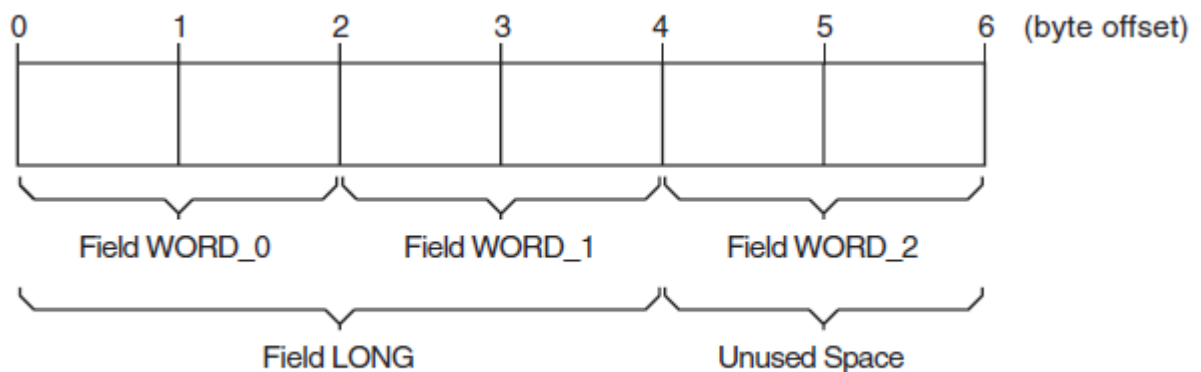 0 1 2 3 4 5 6 (byte offset)
Field WORD_0 Field WORD_1 Field WORD_2
Field LONG Unused Space